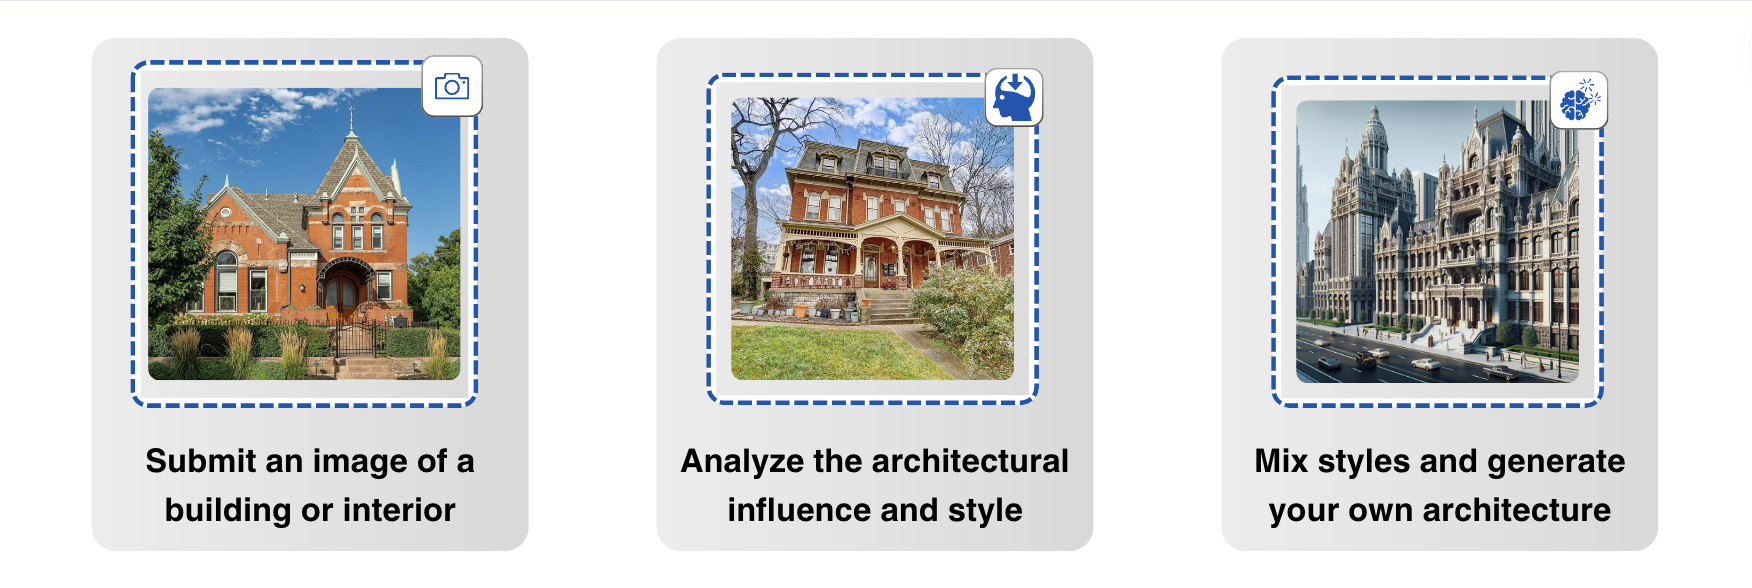 Submit an image of a
building or interior
Analyze the architectural
influence and style
Mix styles and generate
your own architecture